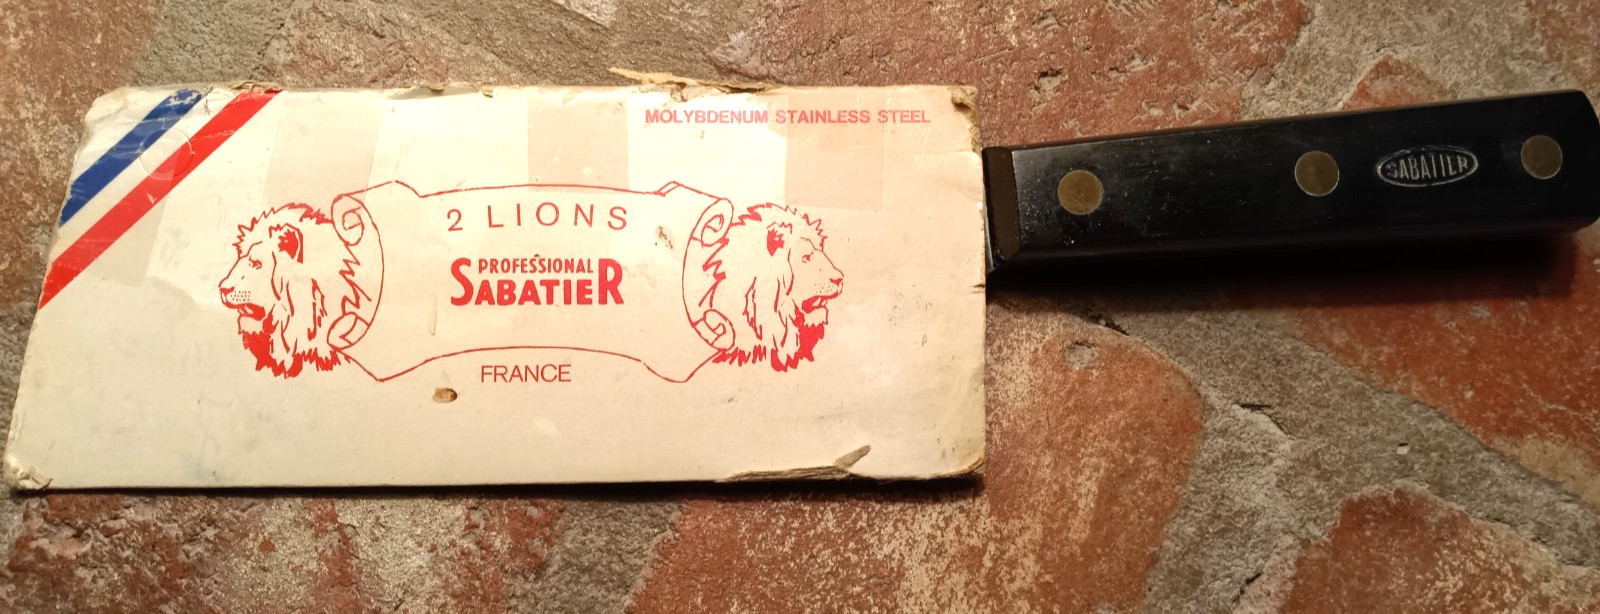 MOLYBDENUM STAINLESS STEEL
2 LIONS
PROFESSIONAL
SABATIER
FRANCE
SABATIER